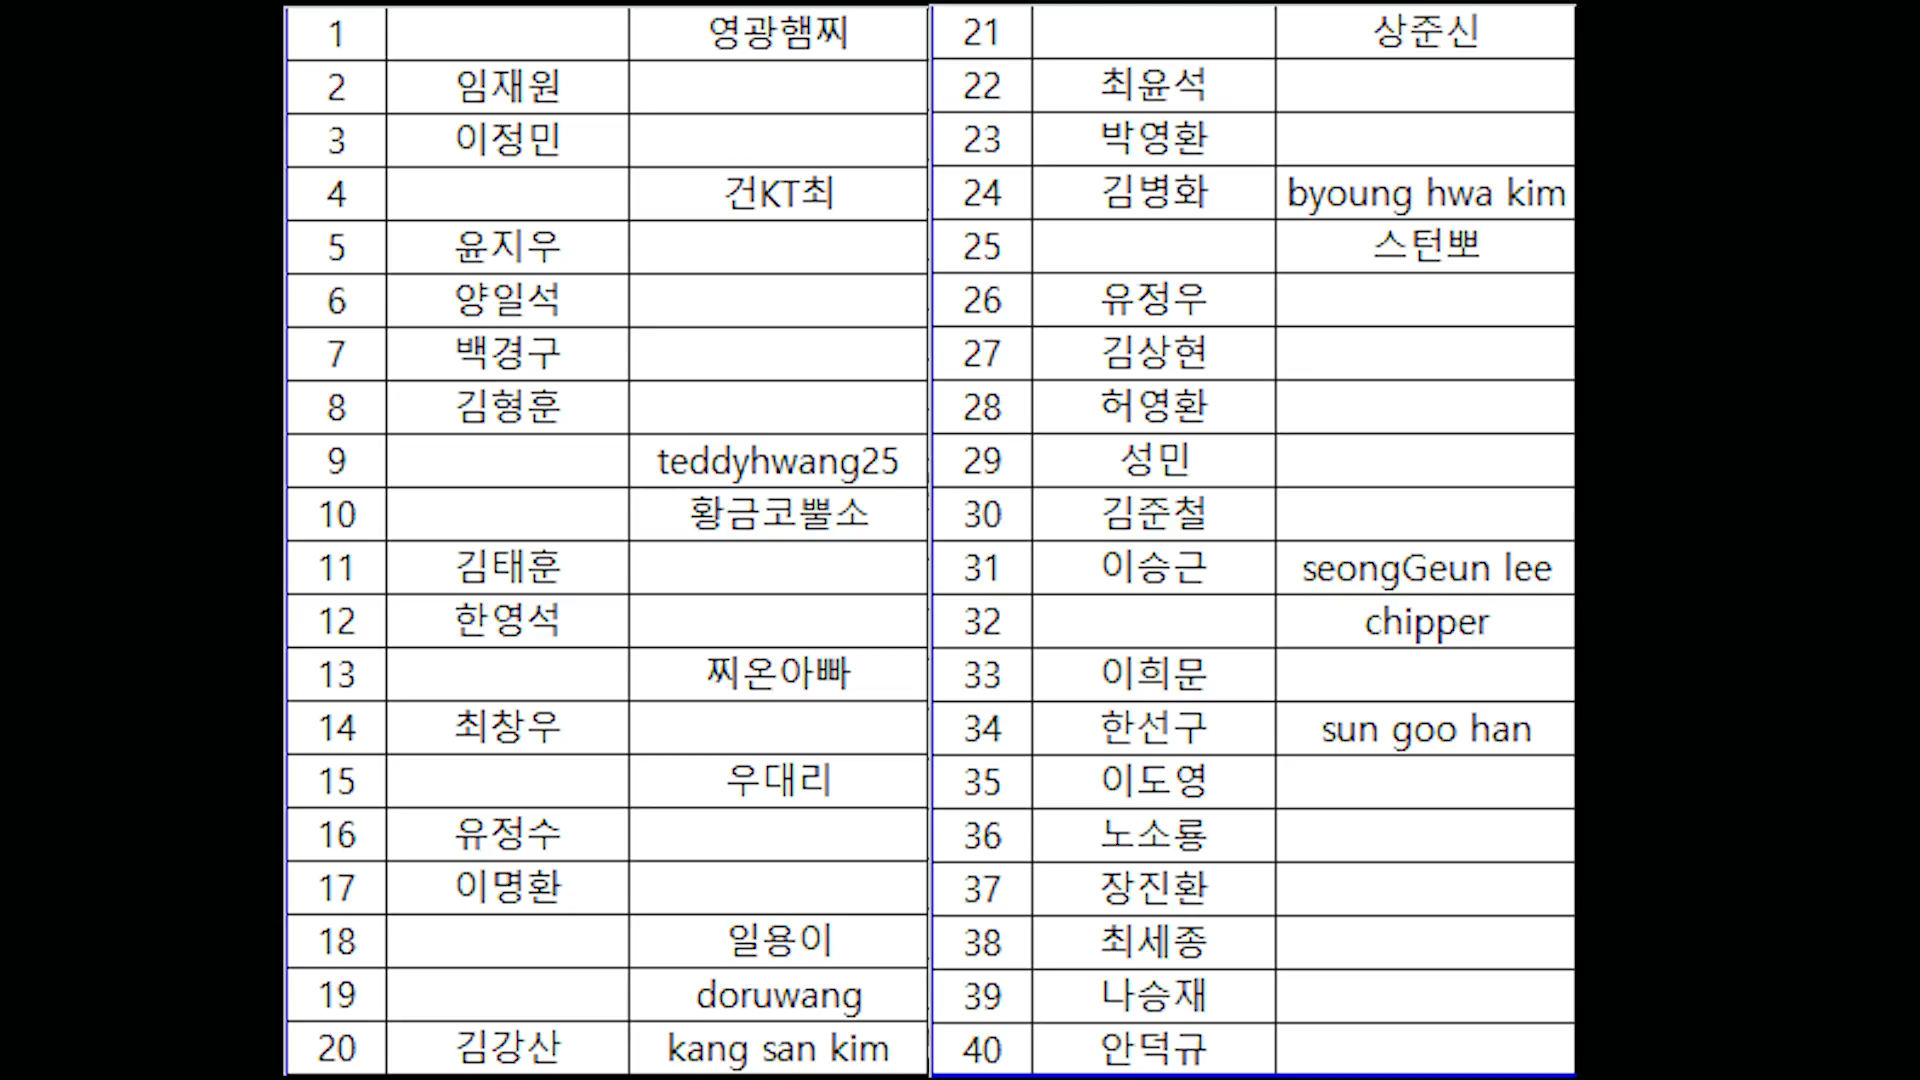 1 영광햄찌
2 임재원
3 이정민
4 건KT최
5 윤지우
6 양일석
7 백경구
8 김형훈
9 teddyhwang25
10 황금코뿔소
11 김태훈
12 한영석
13 찌온아빠
14 최창우
15 우대리
16 유정수
17 이명환
18 일용이
19 doruwang
20 김강산 kang san kim
21 상준신
22 최윤석
23 박영환
24 김병화 byoung hwa kim
25 스턴뽀
26 유정우
27 김상현
28 허영환
29 성민
30 김준철
31 이승근 seongGeun lee
32 chipper
33 이희문
34 한선구 sun goo han
35 이도영
36 노소룡
37 장진환
38 최세종
39 나승재
40 안덕규